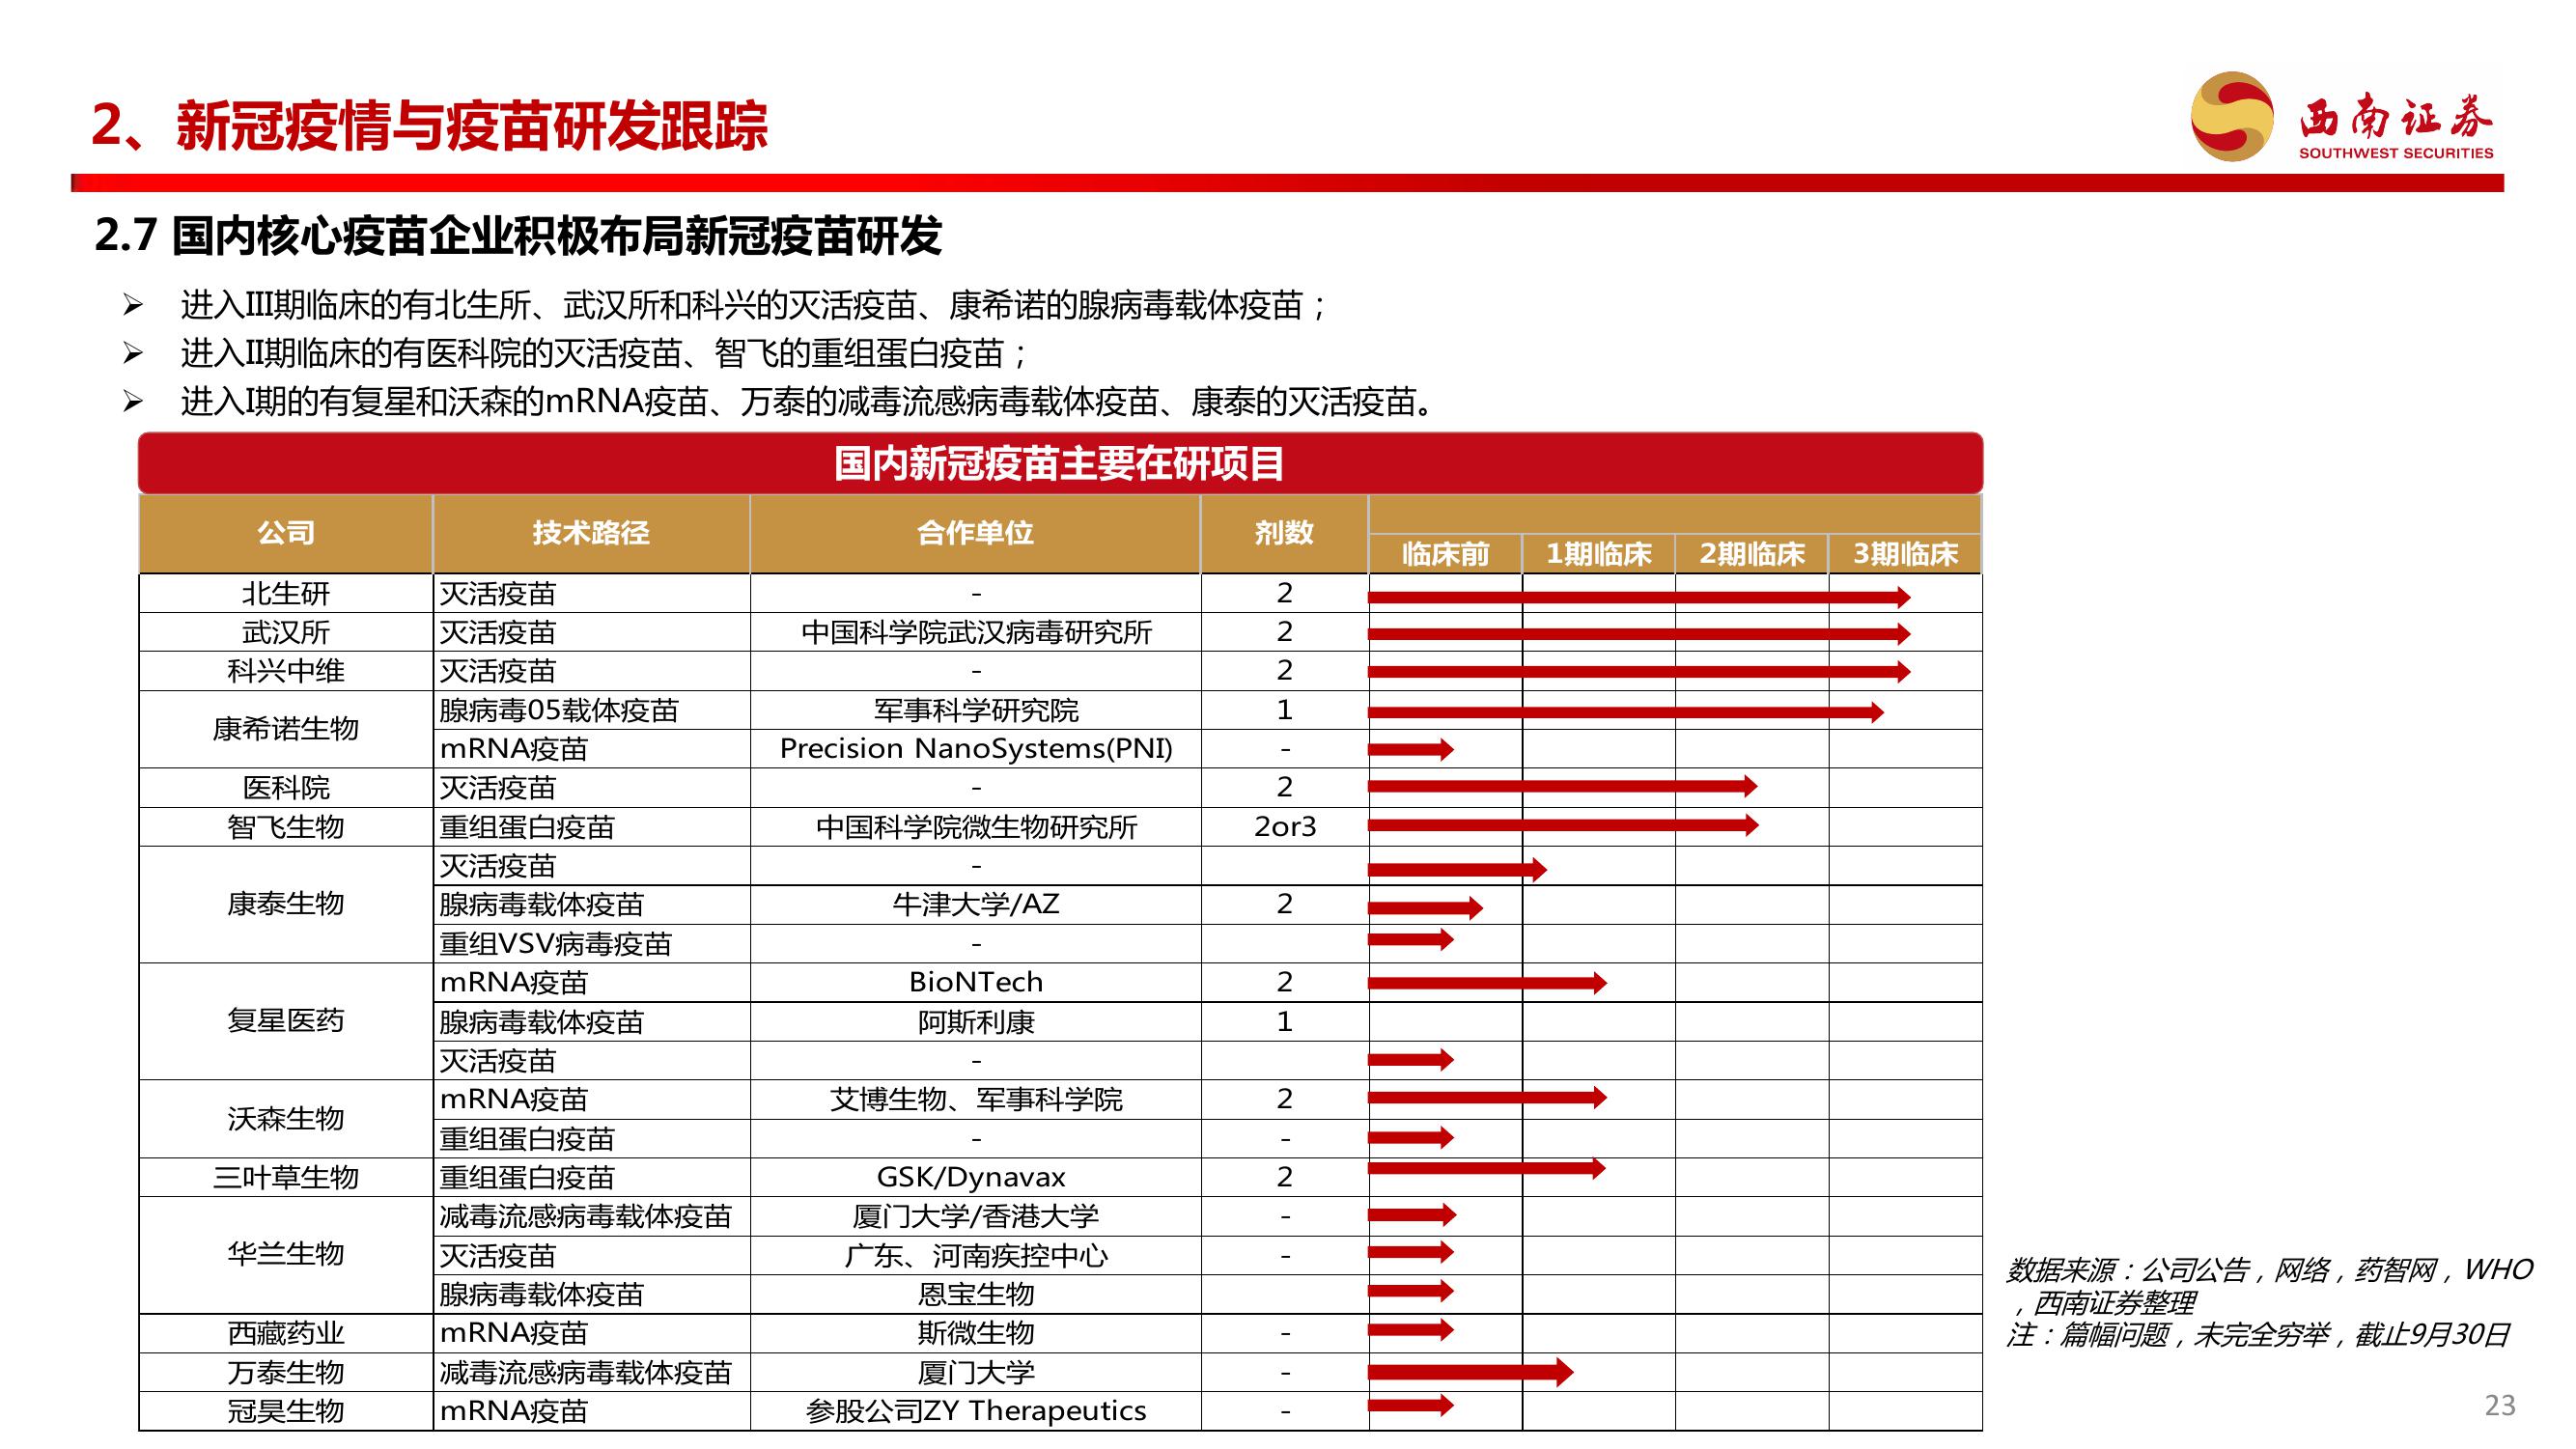 2、新冠疫情与疫苗研发跟踪
西南证券
SOUTHWEST SECURITIES
2.7 国内核心疫苗企业积极布局新冠疫苗研发
➢ 进入III期临床的有北生所、武汉所和科兴的灭活疫苗、康希诺的腺病毒载体疫苗；
➢ 进入II期临床的有医科院的灭活疫苗、智飞的重组蛋白疫苗；
➢ 进入I期的有复星和沃森的mRNA疫苗、万泰的减毒流感病毒载体疫苗、康泰的灭活疫苗。
国内新冠疫苗主要在研项目
公司 技术路径 合作单位 剂数 临床前 1期临床 2期临床 3期临床
北生研 灭活疫苗 - 2
武汉所 灭活疫苗 中国科学院武汉病毒研究所 2
科兴中维 灭活疫苗 - 2
康希诺生物 腺病毒05载体疫苗 军事科学研究院 1
mRNA疫苗 Precision NanoSystems(PNI) -
医科院 灭活疫苗 - 2
智飞生物 重组蛋白疫苗 中国科学院微生物研究所 2or3
康泰生物 灭活疫苗 -
腺病毒载体疫苗 牛津大学/AZ 2
重组VSV病毒疫苗 -
复星医药 mRNA疫苗 BioNTech 2
腺病毒载体疫苗 阿斯利康 1
灭活疫苗 -
沃森生物 mRNA疫苗 艾博生物、军事科学院 2
重组蛋白疫苗 - -
三叶草生物 重组蛋白疫苗 GSK/Dynavax 2
华兰生物 减毒流感病毒载体疫苗 厦门大学/香港大学 -
灭活疫苗 广东、河南疾控中心 -
腺病毒载体疫苗 恩宝生物
西藏药业 mRNA疫苗 斯微生物 -
万泰生物 减毒流感病毒载体疫苗 厦门大学 -
冠昊生物 mRNA疫苗 参股公司ZY Therapeutics -
数据来源：公司公告，网络，药智网，WHO
，西南证券整理
注：篇幅问题，未完全穷举，截止9月30日
23